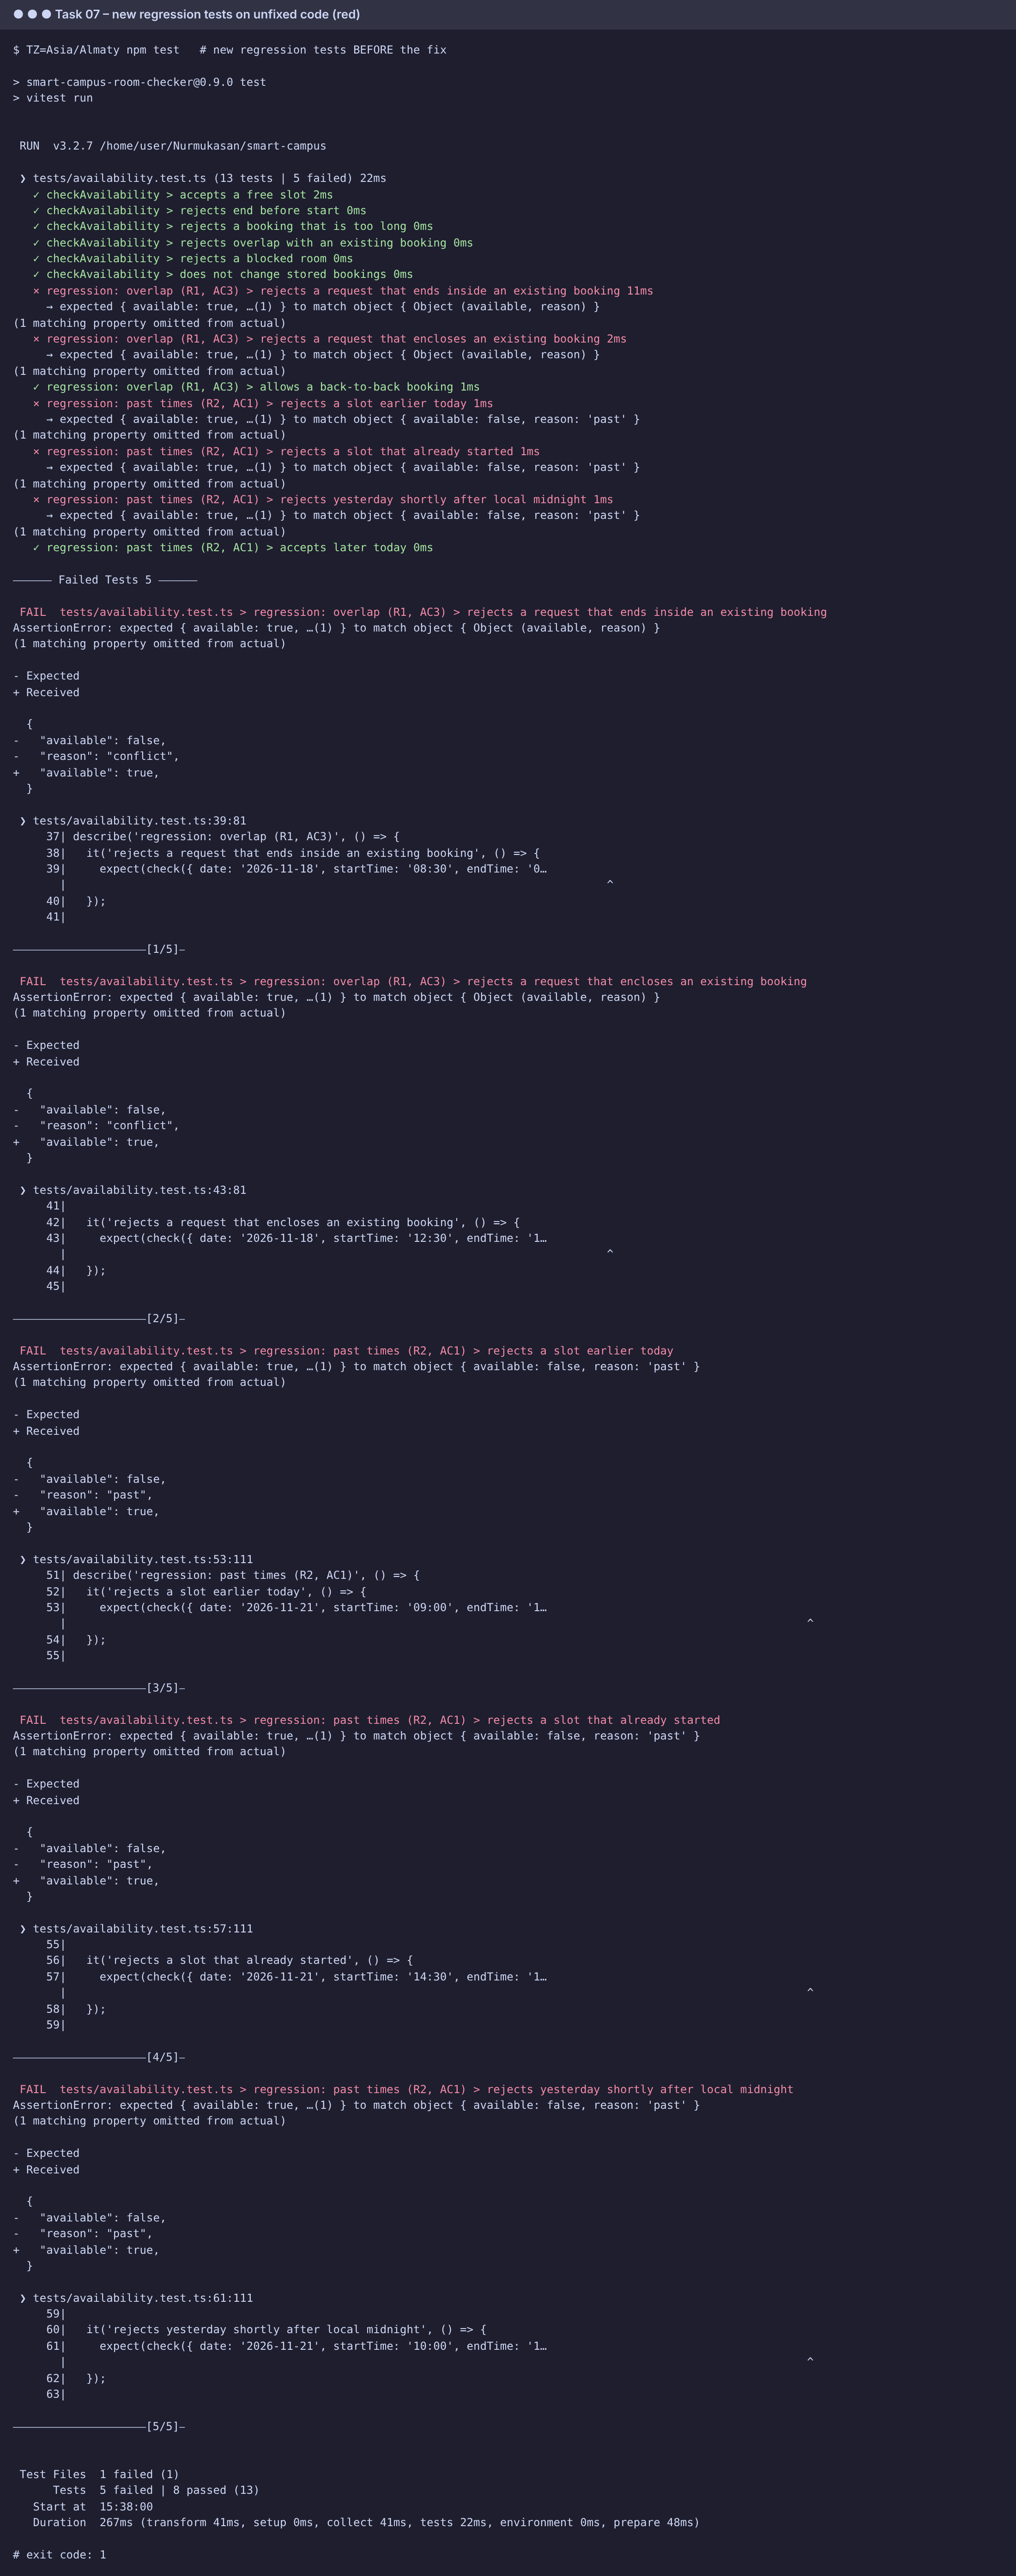 ● ● ● Task 07 – new regression tests on unfixed code (red)
$ TZ=Asia/Almaty npm test   # new regression tests BEFORE the fix
> smart-campus-room-checker@0.9.0 test
> vitest run
RUN  v3.2.7 /home/user/Nurmukasan/smart-campus
❯ tests/availability.test.ts (13 tests | 5 failed) 22ms
✓ checkAvailability > accepts a free slot 2ms
✓ checkAvailability > rejects end before start 0ms
✓ checkAvailability > rejects a booking that is too long 0ms
✓ checkAvailability > rejects overlap with an existing booking 0ms
✓ checkAvailability > rejects a blocked room 0ms
✓ checkAvailability > does not change stored bookings 0ms
× regression: overlap (R1, AC3) > rejects a request that ends inside an existing booking 11ms
→ expected { available: true, …(1) } to match object { Object (available, reason) }
(1 matching property omitted from actual)
× regression: overlap (R1, AC3) > rejects a request that encloses an existing booking 2ms
→ expected { available: true, …(1) } to match object { Object (available, reason) }
(1 matching property omitted from actual)
✓ regression: overlap (R1, AC3) > allows a back-to-back booking 1ms
× regression: past times (R2, AC1) > rejects a slot earlier today 1ms
→ expected { available: true, …(1) } to match object { available: false, reason: 'past' }
(1 matching property omitted from actual)
× regression: past times (R2, AC1) > rejects a slot that already started 1ms
→ expected { available: true, …(1) } to match object { available: false, reason: 'past' }
(1 matching property omitted from actual)
× regression: past times (R2, AC1) > rejects yesterday shortly after local midnight 1ms
→ expected { available: true, …(1) } to match object { available: false, reason: 'past' }
(1 matching property omitted from actual)
✓ regression: past times (R2, AC1) > accepts later today 0ms
—————— Failed Tests 5 ——————
FAIL  tests/availability.test.ts > regression: overlap (R1, AC3) > rejects a request that ends inside an existing booking
AssertionError: expected { available: true, …(1) } to match object { Object (available, reason) }
(1 matching property omitted from actual)
- Expected
+ Received
{
-   "available": false,
-   "reason": "conflict",
+   "available": true,
}
❯ tests/availability.test.ts:39:81
37| describe('regression: overlap (R1, AC3)', () => {
38|   it('rejects a request that ends inside an existing booking', () => {
39|     expect(check({ date: '2026-11-18', startTime: '08:30', endTime: '0…
|                                                                                 ^
40|   });
41|
————————————————————[1/5]—
FAIL  tests/availability.test.ts > regression: overlap (R1, AC3) > rejects a request that encloses an existing booking
AssertionError: expected { available: true, …(1) } to match object { Object (available, reason) }
(1 matching property omitted from actual)
- Expected
+ Received
{
-   "available": false,
-   "reason": "conflict",
+   "available": true,
}
❯ tests/availability.test.ts:43:81
41|
42|   it('rejects a request that encloses an existing booking', () => {
43|     expect(check({ date: '2026-11-18', startTime: '12:30', endTime: '1…
|                                                                                 ^
44|   });
45|
————————————————————[2/5]—
FAIL  tests/availability.test.ts > regression: past times (R2, AC1) > rejects a slot earlier today
AssertionError: expected { available: true, …(1) } to match object { available: false, reason: 'past' }
(1 matching property omitted from actual)
- Expected
+ Received
{
-   "available": false,
-   "reason": "past",
+   "available": true,
}
❯ tests/availability.test.ts:53:111
51| describe('regression: past times (R2, AC1)', () => {
52|   it('rejects a slot earlier today', () => {
53|     expect(check({ date: '2026-11-21', startTime: '09:00', endTime: '1…
|                                                                                                               ^
54|   });
55|
————————————————————[3/5]—
FAIL  tests/availability.test.ts > regression: past times (R2, AC1) > rejects a slot that already started
AssertionError: expected { available: true, …(1) } to match object { available: false, reason: 'past' }
(1 matching property omitted from actual)
- Expected
+ Received
{
-   "available": false,
-   "reason": "past",
+   "available": true,
}
❯ tests/availability.test.ts:57:111
55|
56|   it('rejects a slot that already started', () => {
57|     expect(check({ date: '2026-11-21', startTime: '14:30', endTime: '1…
|                                                                                                               ^
58|   });
59|
————————————————————[4/5]—
FAIL  tests/availability.test.ts > regression: past times (R2, AC1) > rejects yesterday shortly after local midnight
AssertionError: expected { available: true, …(1) } to match object { available: false, reason: 'past' }
(1 matching property omitted from actual)
- Expected
+ Received
{
-   "available": false,
-   "reason": "past",
+   "available": true,
}
❯ tests/availability.test.ts:61:111
59|
60|   it('rejects yesterday shortly after local midnight', () => {
61|     expect(check({ date: '2026-11-21', startTime: '10:00', endTime: '1…
|                                                                                                               ^
62|   });
63|
————————————————————[5/5]—
Test Files  1 failed (1)
Tests  5 failed | 8 passed (13)
Start at  15:38:00
Duration  267ms (transform 41ms, setup 0ms, collect 41ms, tests 22ms, environment 0ms, prepare 48ms)
# exit code: 1